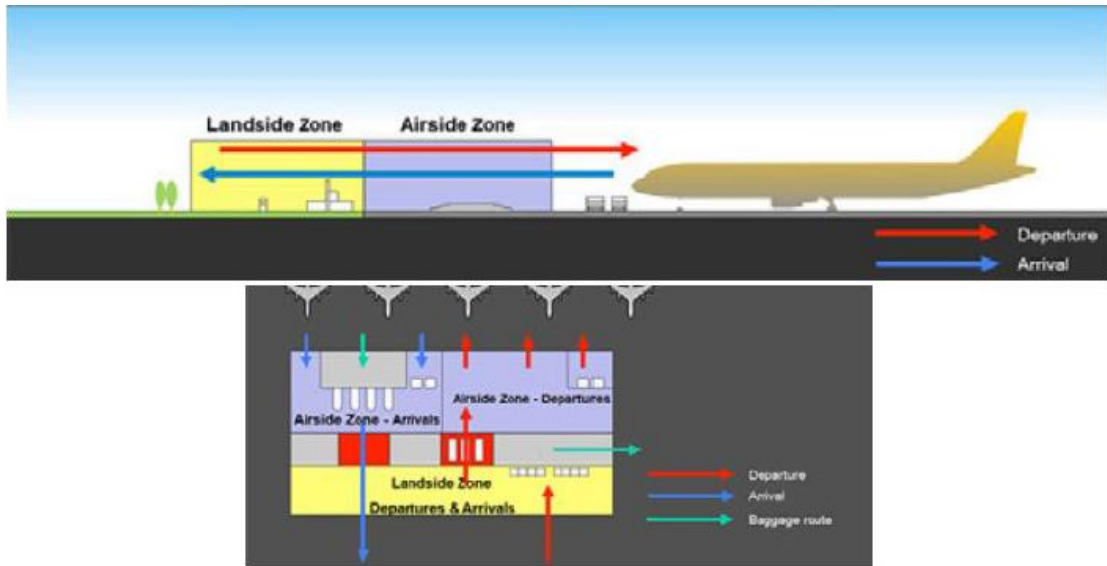 Landside Zone Airside Zone
Departure
Arrival
Airside Zone - Departures
Airside Zone - Arrivals
Landside Zone
Departures & Arrivals
Departure
Arrival
Baggage route